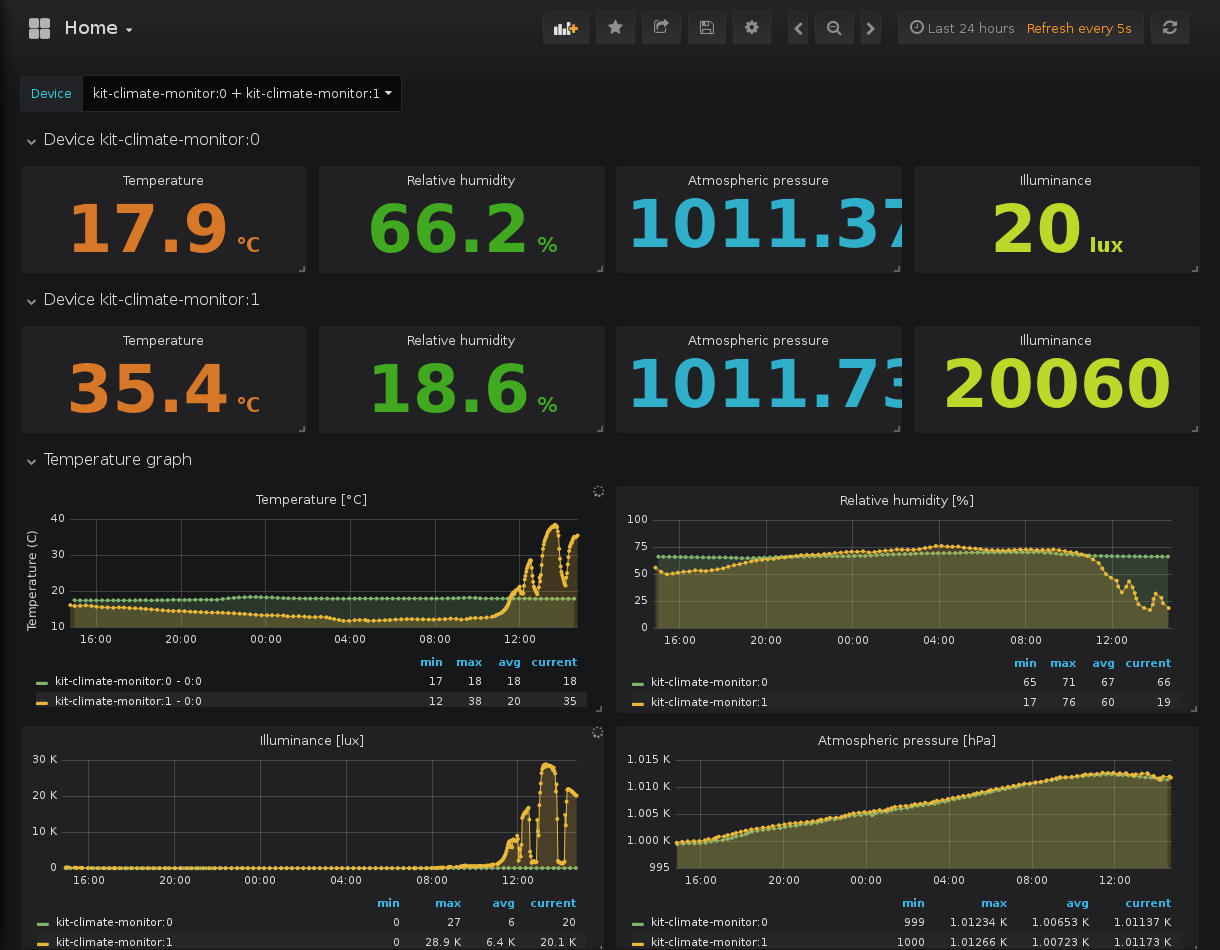 Home
Last 24 hours Refresh every 5s
Device kit-climate-monitor:0 + kit-climate-monitor:1
Device kit-climate-monitor:0
Temperature Relative humidity Atmospheric pressure Illuminance
17.9 °C 66.2 % 1011.37 20 lux
Device kit-climate-monitor:1
Temperature Relative humidity Atmospheric pressure Illuminance
35.4 °C 18.6 % 1011.73 20060
Temperature graph
Temperature [°C]
Temperature (C)
40
30
20
10
16:00 20:00 00:00 04:00 08:00 12:00
min max avg current
kit-climate-monitor:0 - 0:0 17 18 18 18
kit-climate-monitor:1 - 0:0 12 38 20 35
Relative humidity [%]
100
75
50
25
0
16:00 20:00 00:00 04:00 08:00 12:00
min max avg current
kit-climate-monitor:0 65 71 67 66
kit-climate-monitor:1 17 76 60 19
Illuminance [lux]
30 K
20 K
10 K
0
16:00 20:00 00:00 04:00 08:00 12:00
min max avg current
kit-climate-monitor:0 0 27 6 20
kit-climate-monitor:1 0 28.9 K 6.4 K 20.1 K
Atmospheric pressure [hPa]
1.015 K
1.010 K
1.005 K
1.000 K
995
16:00 20:00 00:00 04:00 08:00 12:00
min max avg current
kit-climate-monitor:0 999 1.01234 K 1.00653 K 1.01137 K
kit-climate-monitor:1 1000 1.01266 K 1.00723 K 1.01173 K